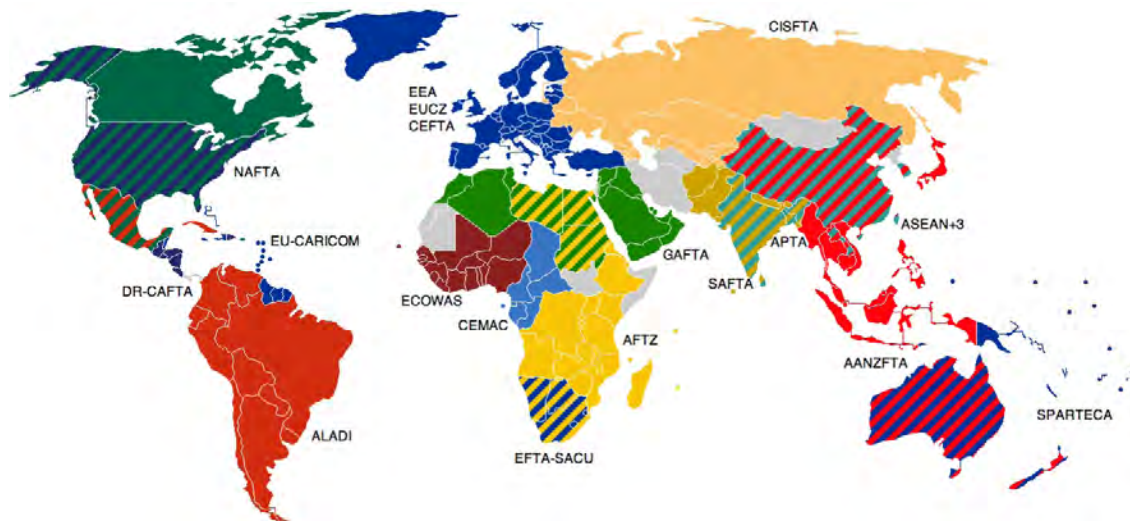 CISFTA
EEA
EUCZ
CEFTA
NAFTA
ASEAN+3
EU-CARICOM
GAFTA
APTA
SAFTA
DR-CAFTA
ECOWAS
CEMAC
AFTZ
AANZFTA
SPARTECA
ALADI
EFTA-SACU